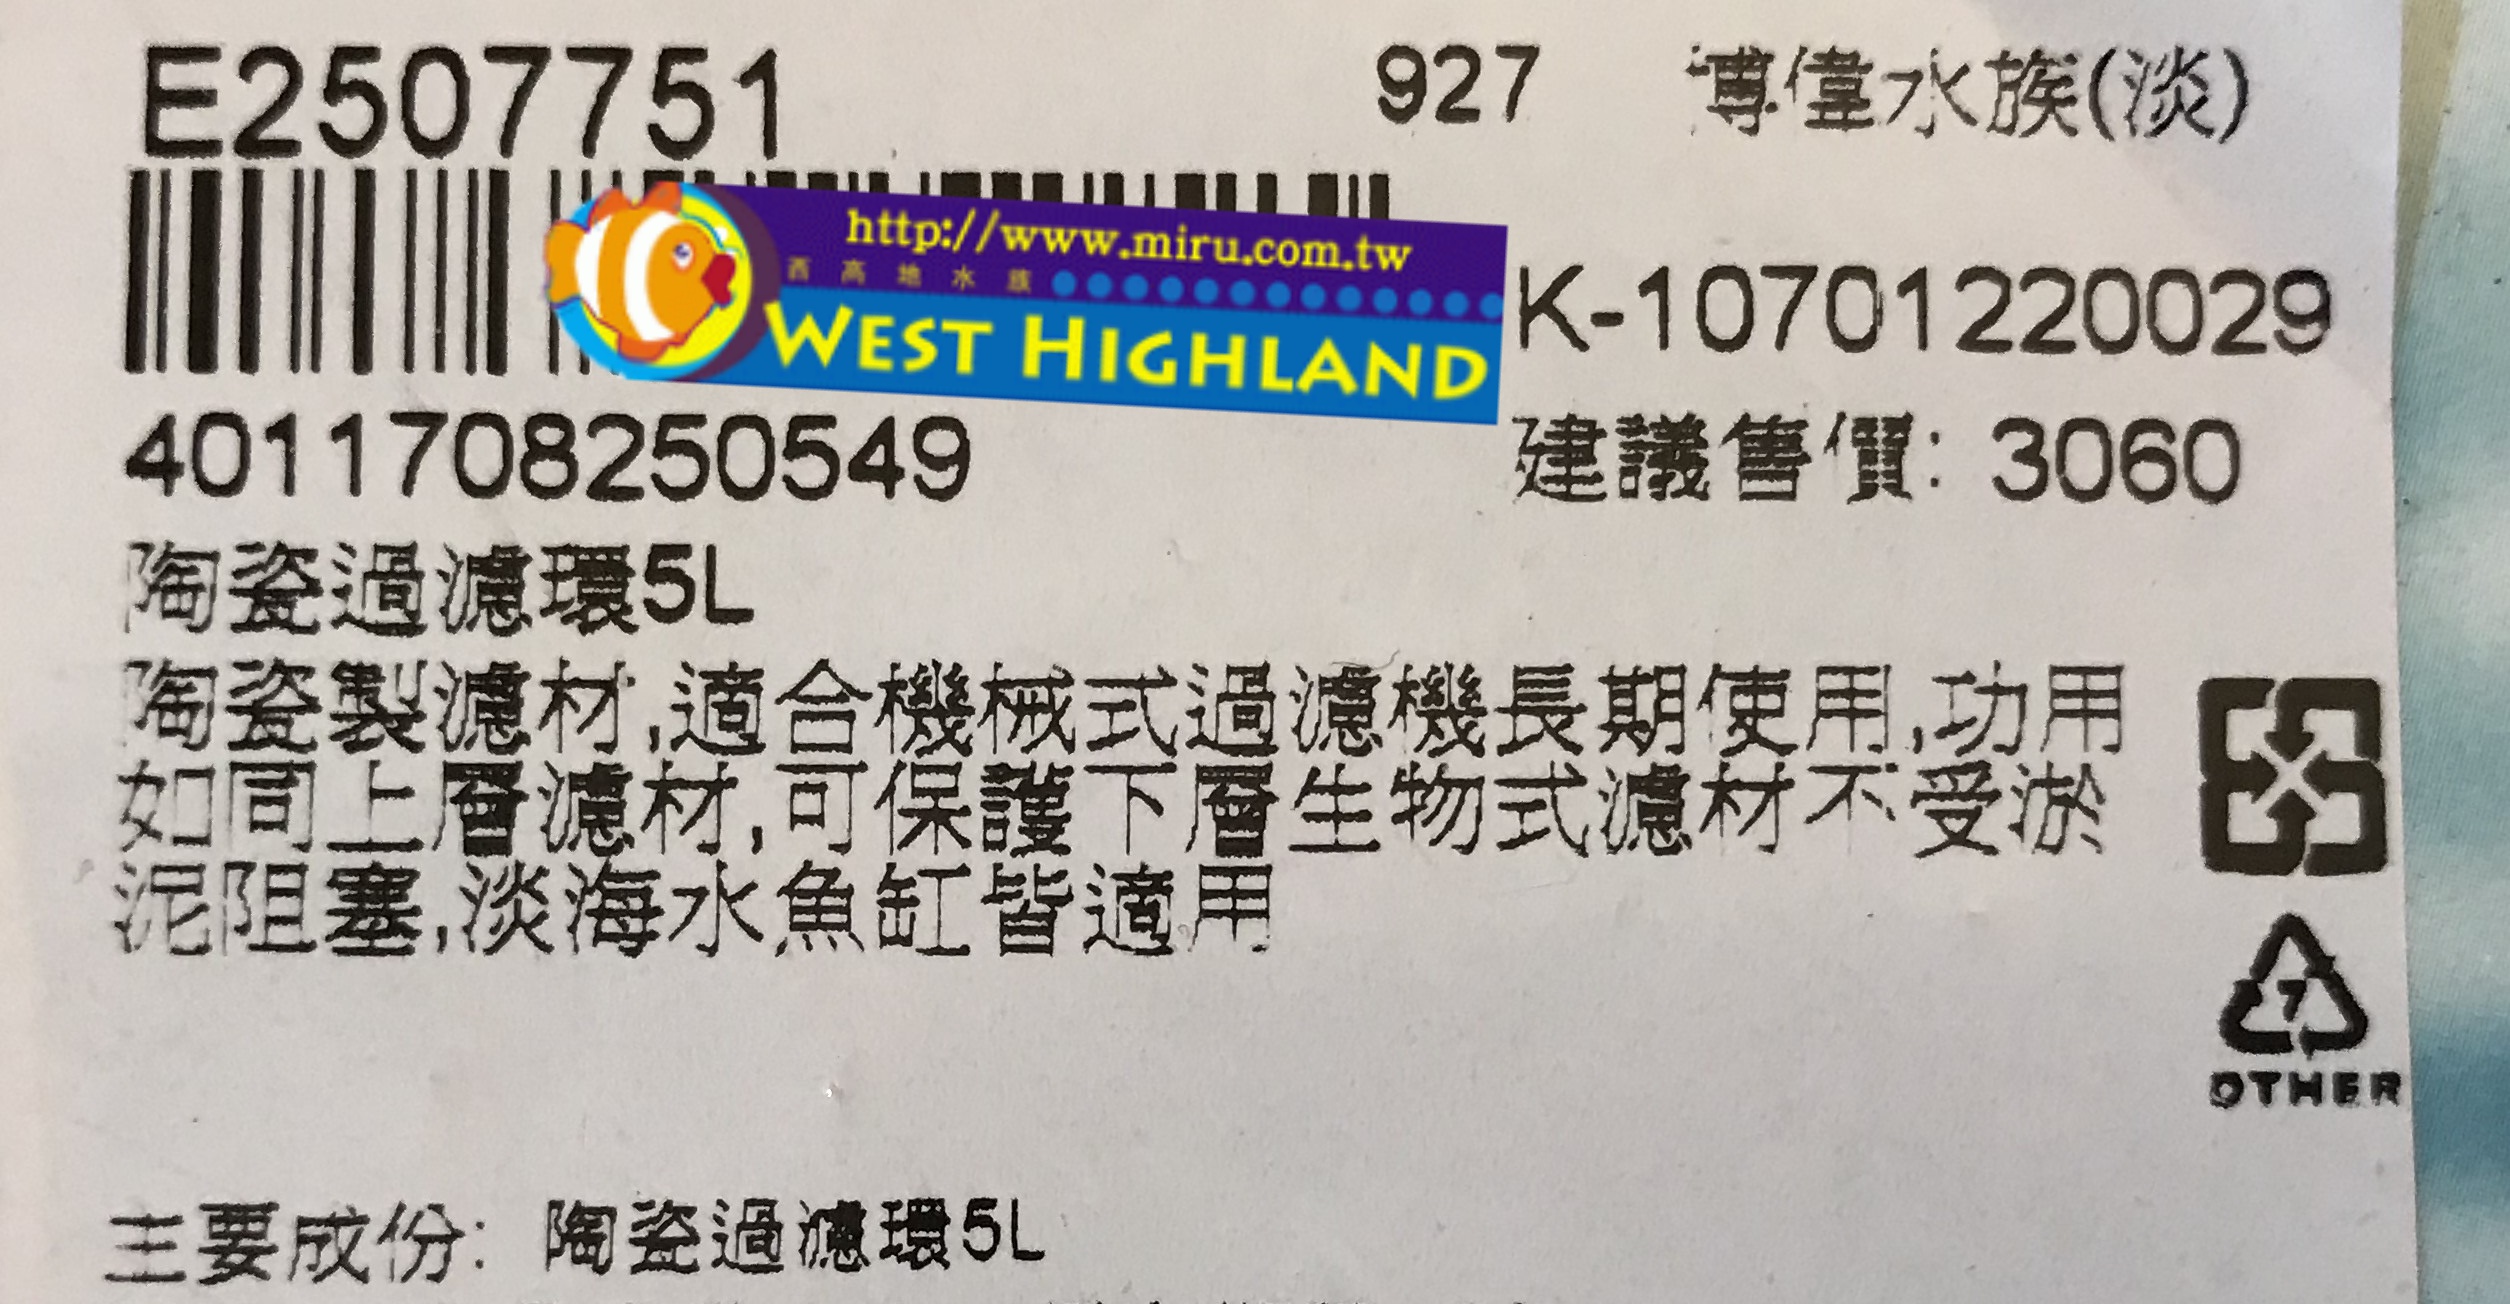 E2507751
927 博偉水族(淡)
http://www.miru.com.tw
西高地水族
WEST HIGHLAND
K-10701220029
4011708250549
建議售價: 3060
陶瓷過濾環5L
陶瓷製濾材,適合機械式過濾機長期使用,功用
如同上層濾材,可保護下層生物式濾材不受淤
泥阻塞,淡海水魚缸皆適用
7
OTHER
主要成份: 陶瓷過濾環5L